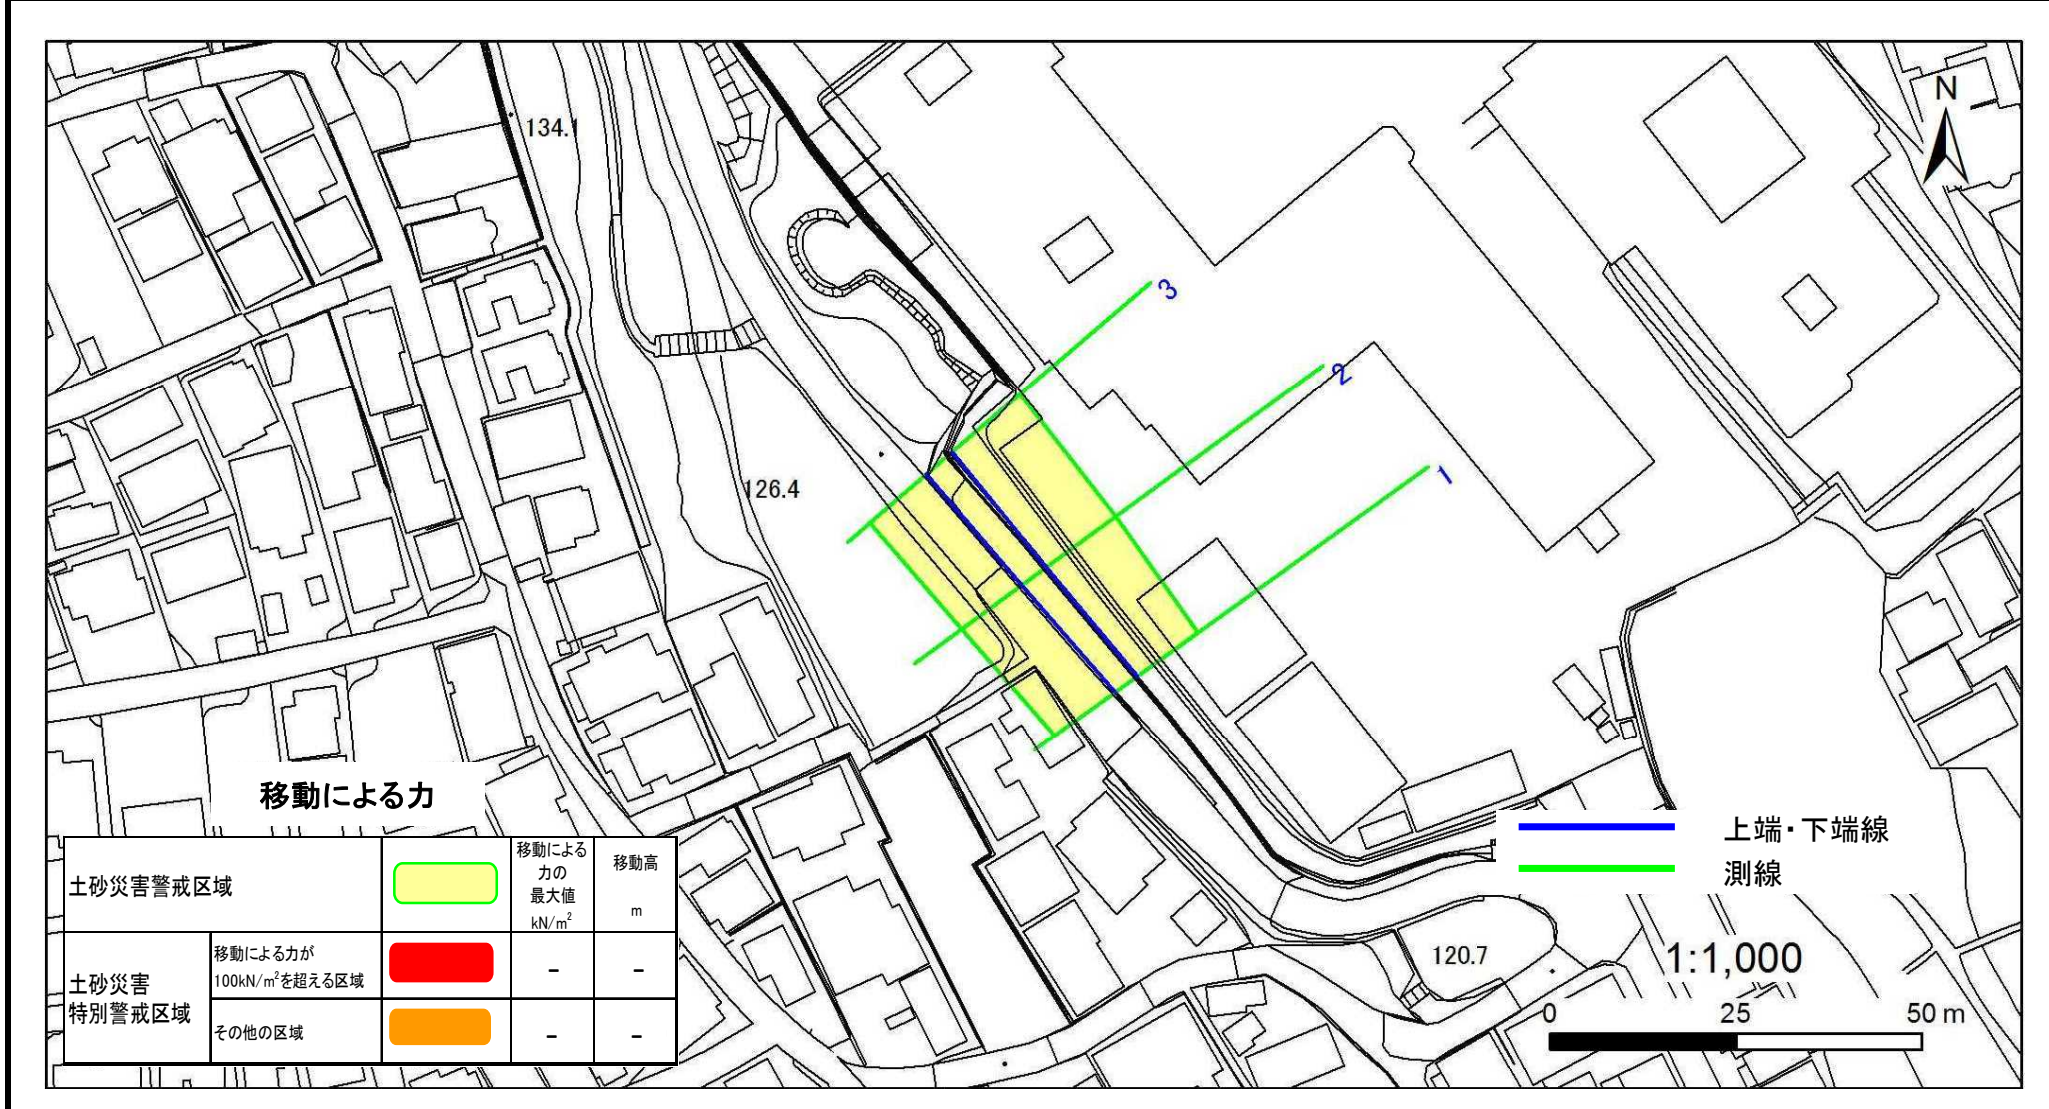 N
134.1
3
2
1
126.4
移動による力
土砂災害警戒区域
移動による
力の
最大値
kN/m²
移動高
m
土砂災害
特別警戒区域
移動による力が
100kN/m²を超える区域
-
-
その他の区域
-
-
上端・下端線
測線
120.7
1:1,000
0
25
50 m